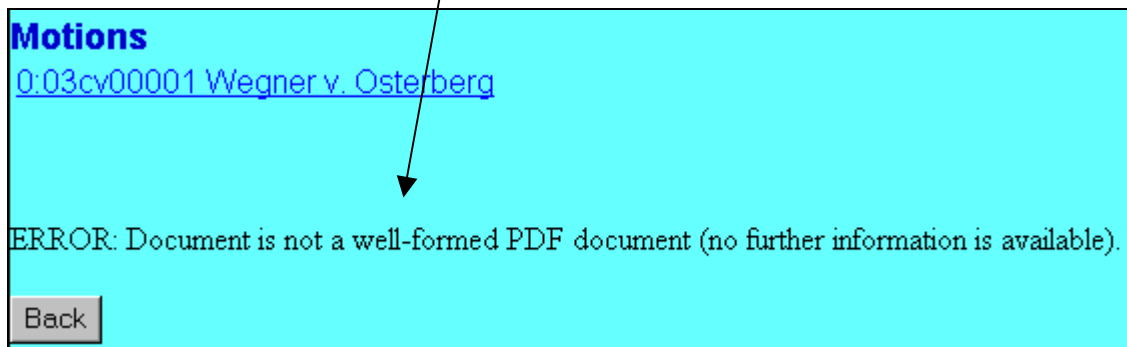 Motions
0:03cv00001 Wegner v. Osterberg
ERROR: Document is not a well-formed PDF document (no further information is available).
Back